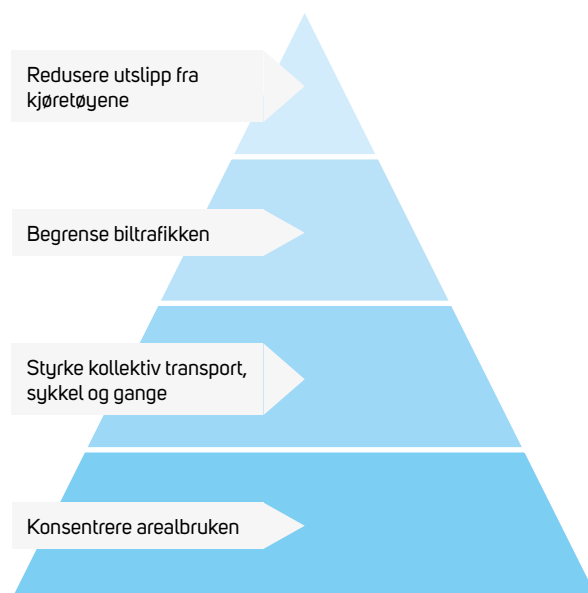 Redusere utslipp fra
kjøretøyene
Begrense biltrafikken
Styrke kollektiv transport,
sykkel og gange
Konsentrere arealbruken